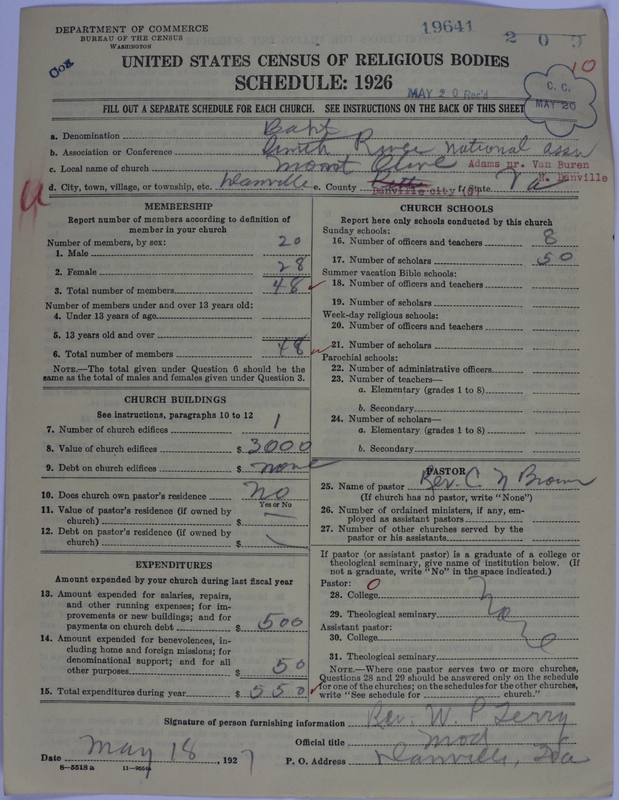 DEPARTMENT OF COMMERCE
BUREAU OF THE CENSUS
WASHINGTON
19641
Coz
UNITED STATES CENSUS OF RELIGIOUS BODIES
SCHEDULE: 1926
MAY 20 Rec'd
C. C.
MAY 20
10
FILL OUT A SEPARATE SCHEDULE FOR EACH CHURCH. SEE INSTRUCTIONS ON THE BACK OF THIS SHEET
a. Denomination Bapt
b. Association or Conference Smith River National assn
c. Local name of church Mount Olive Adams nr. Van Buren
N. Danville
d. City, town, village, or township, etc. Danville e. County Danville city f. State Va
MEMBERSHIP
Report number of members according to definition of
member in your church
Number of members, by sex:
1. Male 20
2. Female 28
3. Total number of members 48
Number of members under and over 13 years old:
4. Under 13 years of age
5. 13 years old and over
6. Total number of members 48
NOTE.—The total given under Question 6 should be the
same as the total of males and females given under Question 3.
CHURCH BUILDINGS
See instructions, paragraphs 10 to 12
7. Number of church edifices 1
8. Value of church edifices $ 3000
9. Debt on church edifices $ none
10. Does church own pastor's residence No
Yes or No
11. Value of pastor's residence (if owned by
church) $
12. Debt on pastor's residence (if owned by
church) $
EXPENDITURES
Amount expended by your church during last fiscal year
13. Amount expended for salaries, repairs,
and other running expenses; for im-
provements or new buildings; and for
payments on church debt $ 500
14. Amount expended for benevolences, in-
cluding home and foreign missions; for
denominational support; and for all
other purposes $ 50
15. Total expenditures during year $ 550
CHURCH SCHOOLS
Report here only schools conducted by this church
Sunday schools:
16. Number of officers and teachers 8
17. Number of scholars 50
Summer vacation Bible schools:
18. Number of officers and teachers
19. Number of scholars
Week-day religious schools:
20. Number of officers and teachers
21. Number of scholars
Parochial schools:
22. Number of administrative officers
23. Number of teachers—
a. Elementary (grades 1 to 8)
b. Secondary
24. Number of scholars—
a. Elementary (grades 1 to 8)
b. Secondary
PASTOR
25. Name of pastor Rev. C. N Brown
(If church has no pastor, write "None")
26. Number of ordained ministers, if any, em-
ployed as assistant pastors
27. Number of other churches served by the
pastor or his assistants
If pastor (or assistant pastor) is a graduate of a college or
theological seminary, give name of institution below. (If
not a graduate, write "No" in the space indicated.)
Pastor: 0
28. College No
29. Theological seminary
Assistant pastor:
30. College
31. Theological seminary
NOTE.—Where one pastor serves two or more churches,
Questions 28 and 29 should be answered only on the schedule
for one of the churches; on the schedules for the other churches,
write "See schedule for church."
Signature of person furnishing information Rev. W. P Terry
Official title Mod
Date May 18, 1927 P. O. Address Danville, Va
8—5518 a